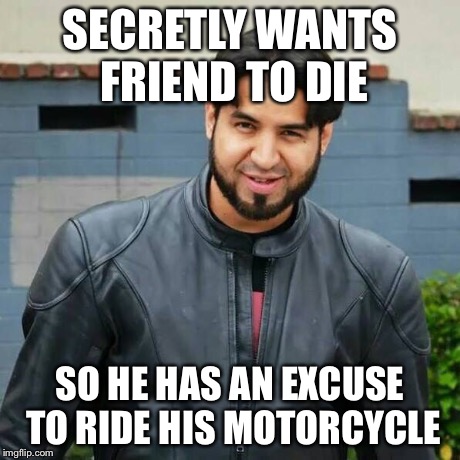 SECRETLY WANTS
FRIEND TO DIE
SO HE HAS AN EXCUSE
TO RIDE HIS MOTORCYCLE
imgflip.com